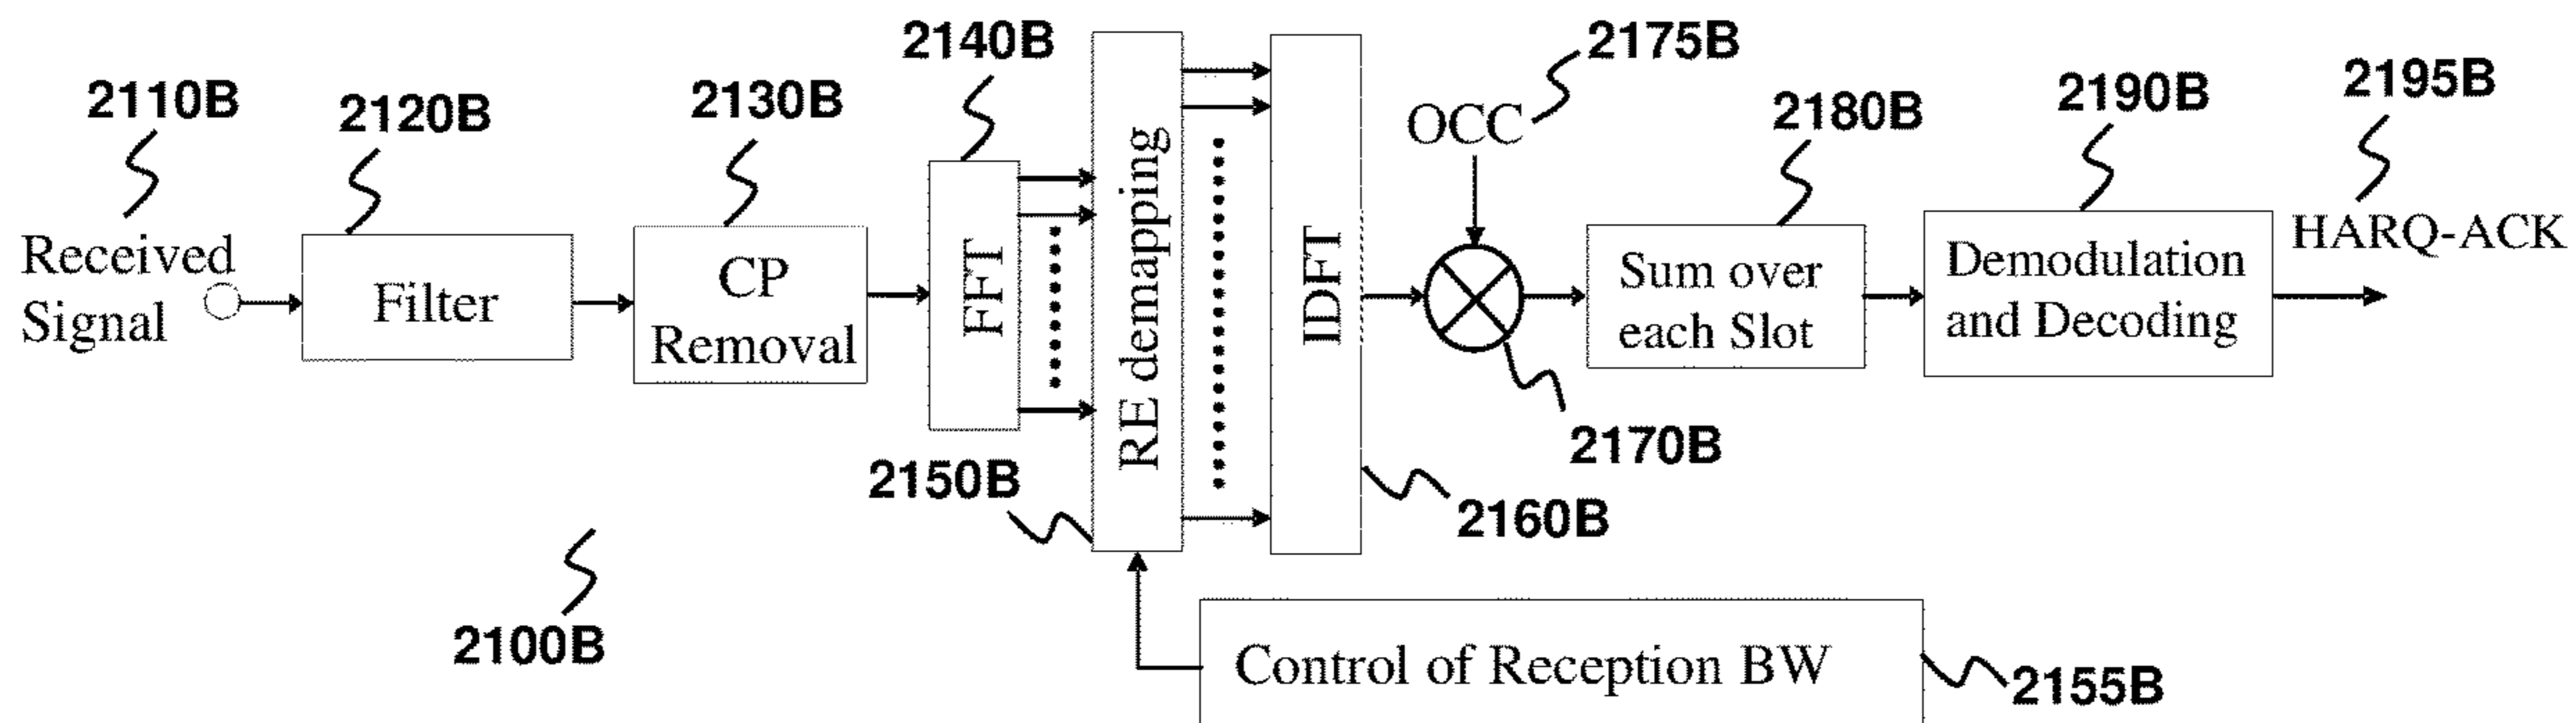 2110B
2120B
2130B
2140B
2175B
2180B
2190B
2195B
Received
Signal
Filter
CP
Removal
FFT
RE demapping
IDFT
OCC
Sum over
each Slot
Demodulation
and Decoding
HARQ-ACK
2150B
2160B
2170B
2100B
Control of Reception BW
2155B